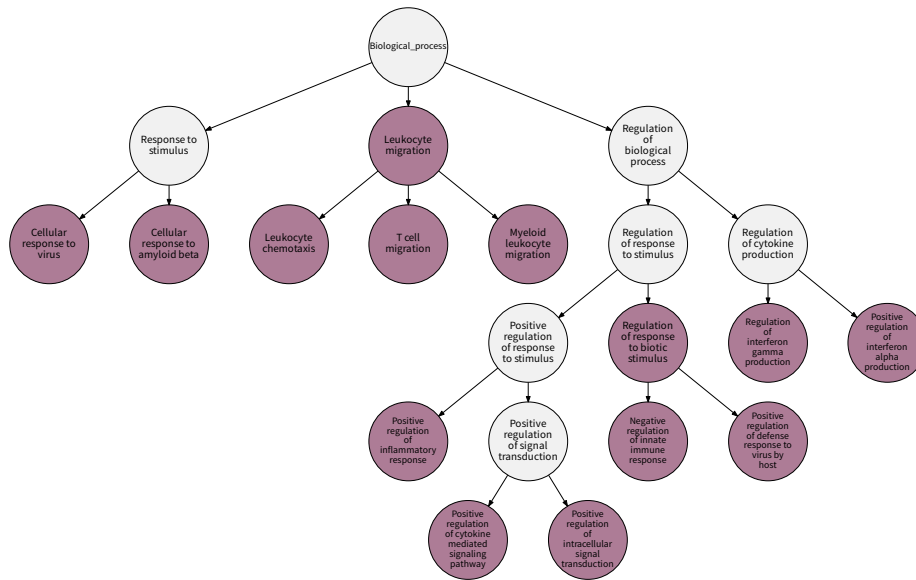 Biological_process
Response to
stimulus
Leukocyte
migration
Regulation
of
biological
process
Cellular
response to
virus
Cellular
response to
amyloid beta
Leukocyte
chemotaxis
T cell
migration
Myeloid
leukocyte
migration
Regulation
of response
to stimulus
Regulation
of cytokine
production
Positive
regulation
of response
to stimulus
Regulation
of response
to biotic
stimulus
Regulation
of
interferon
gamma
production
Positive
regulation
of
interferon
alpha
production
Positive
regulation
of
inflammatory
response
Positive
regulation
of signal
transduction
Negative
regulation
of innate
immune
response
Positive
regulation
of defense
response to
virus by
host
Positive
regulation
of cytokine
mediated
signaling
pathway
Positive
regulation
of
intracellular
signal
transduction